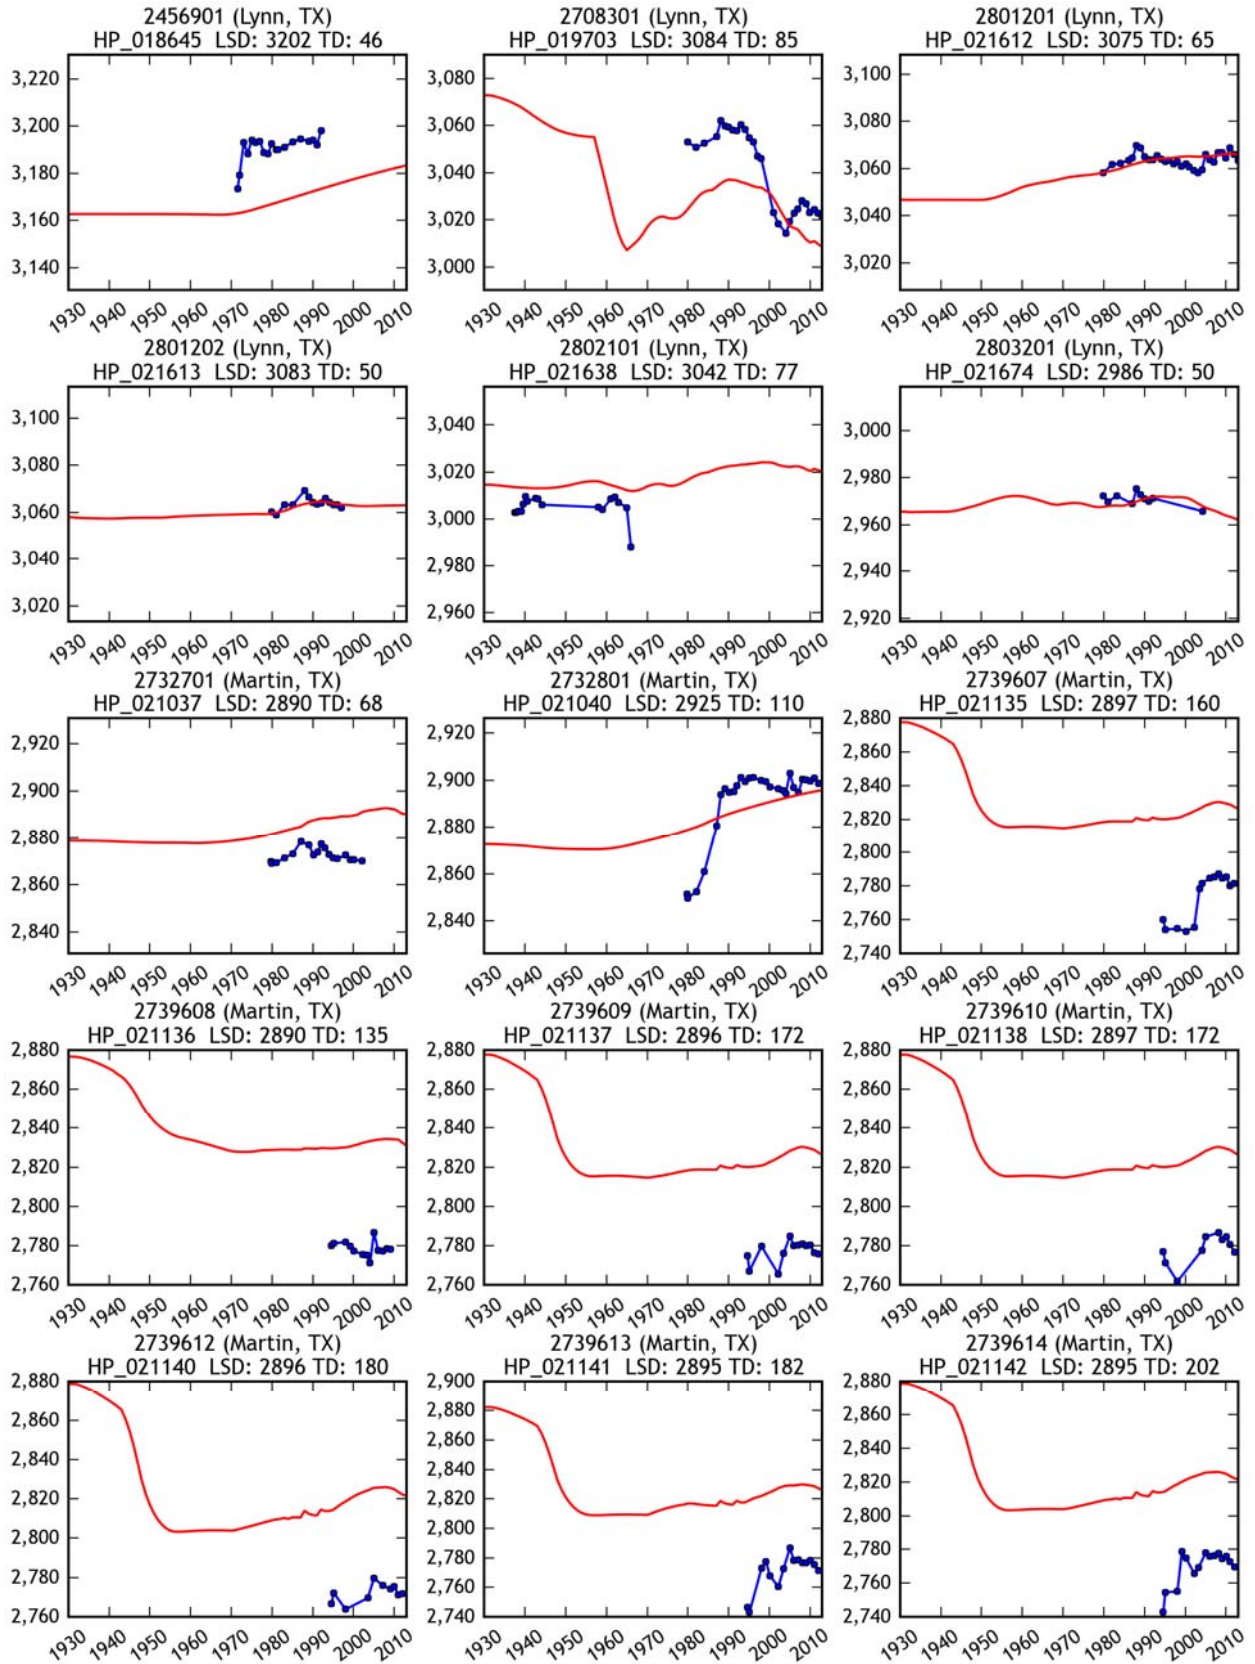 2456901 (Lynn, TX)
HP_018645 LSD: 3202 TD: 46
3,220
3,200
3,180
3,160
3,140
1930 1940 1950 1960 1970 1980 1990 2000 2010
2708301 (Lynn, TX)
HP_019703 LSD: 3084 TD: 85
3,080
3,060
3,040
3,020
3,000
1930 1940 1950 1960 1970 1980 1990 2000 2010
2801201 (Lynn, TX)
HP_021612 LSD: 3075 TD: 65
3,100
3,080
3,060
3,040
3,020
1930 1940 1950 1960 1970 1980 1990 2000 2010
2801202 (Lynn, TX)
HP_021613 LSD: 3083 TD: 50
3,100
3,080
3,060
3,040
3,020
1930 1940 1950 1960 1970 1980 1990 2000 2010
2802101 (Lynn, TX)
HP_021638 LSD: 3042 TD: 77
3,040
3,020
3,000
2,980
2,960
1930 1940 1950 1960 1970 1980 1990 2000 2010
2803201 (Lynn, TX)
HP_021674 LSD: 2986 TD: 50
3,000
2,980
2,960
2,940
2,920
1930 1940 1950 1960 1970 1980 1990 2000 2010
2732701 (Martin, TX)
HP_021037 LSD: 2890 TD: 68
2,920
2,900
2,880
2,860
2,840
1930 1940 1950 1960 1970 1980 1990 2000 2010
2732801 (Martin, TX)
HP_021040 LSD: 2925 TD: 110
2,920
2,900
2,880
2,860
2,840
1930 1940 1950 1960 1970 1980 1990 2000 2010
2739607 (Martin, TX)
HP_021135 LSD: 2897 TD: 160
2,880
2,860
2,840
2,820
2,800
2,780
2,760
2,740
1930 1940 1950 1960 1970 1980 1990 2000 2010
2739608 (Martin, TX)
HP_021136 LSD: 2890 TD: 135
2,880
2,860
2,840
2,820
2,800
2,780
2,760
1930 1940 1950 1960 1970 1980 1990 2000 2010
2739609 (Martin, TX)
HP_021137 LSD: 2896 TD: 172
2,880
2,860
2,840
2,820
2,800
2,780
2,760
1930 1940 1950 1960 1970 1980 1990 2000 2010
2739610 (Martin, TX)
HP_021138 LSD: 2897 TD: 172
2,880
2,860
2,840
2,820
2,800
2,780
2,760
1930 1940 1950 1960 1970 1980 1990 2000 2010
2739612 (Martin, TX)
HP_021140 LSD: 2896 TD: 180
2,880
2,860
2,840
2,820
2,800
2,780
2,760
1930 1940 1950 1960 1970 1980 1990 2000 2010
2739613 (Martin, TX)
HP_021141 LSD: 2895 TD: 182
2,900
2,880
2,860
2,840
2,820
2,800
2,780
2,760
2,740
1930 1940 1950 1960 1970 1980 1990 2000 2010
2739614 (Martin, TX)
HP_021142 LSD: 2895 TD: 202
2,880
2,860
2,840
2,820
2,800
2,780
2,760
2,740
1930 1940 1950 1960 1970 1980 1990 2000 2010